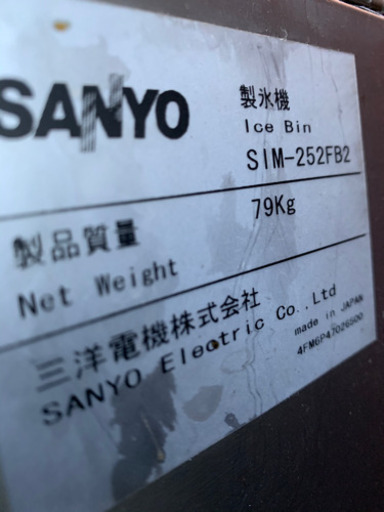 SANYO
製氷機
Ice Bin
SIM-252FB2
製品質量
Net Weight
79Kg
三洋電機株式会社
SANYO Electric Co.,Ltd
made in JAPAN
4FM6P47026500